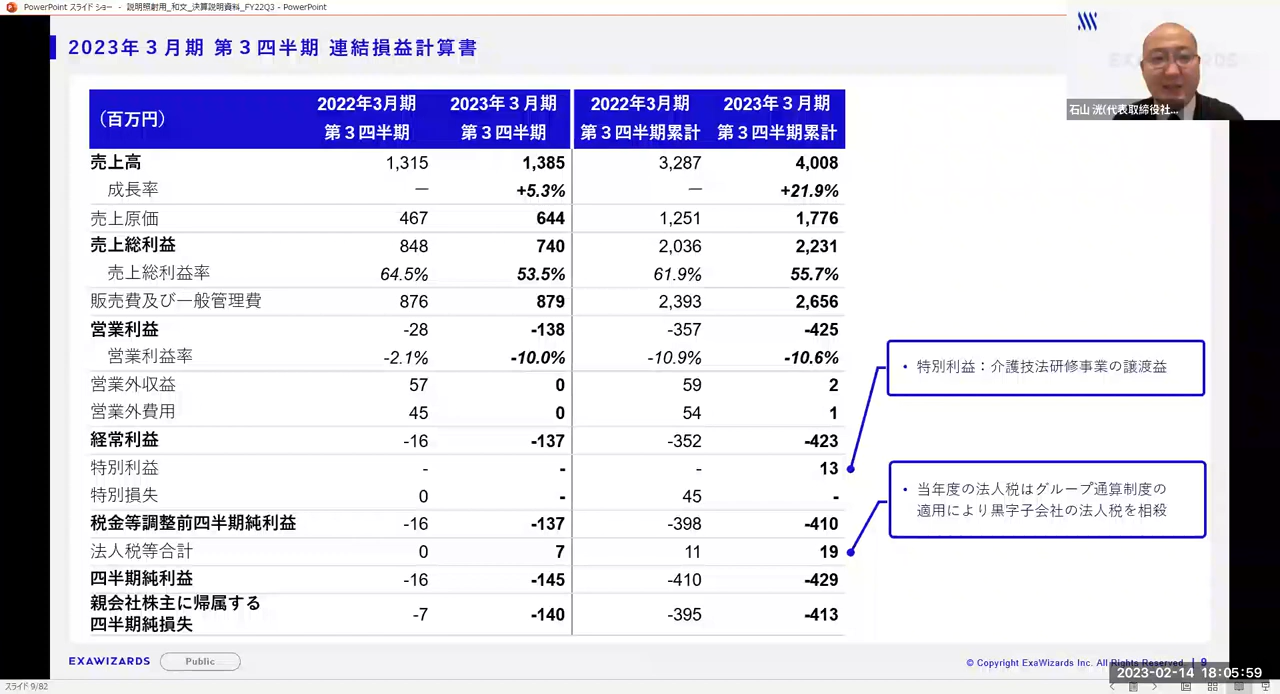 PowerPoint スライド ショー - 説明照射用_和文_決算説明資料_FY22Q3 - PowerPoint
2023年３月期 第３四半期 連結損益計算書
石山 洸(代表取締役社...
（百万円） 2022年3月期 第３四半期 2023年３月期 第３四半期 2022年3月期 第３四半期累計 2023年３月期 第３四半期累計
売上高 1,315 1,385 3,287 4,008
成長率 — +5.3% — +21.9%
売上原価 467 644 1,251 1,776
売上総利益 848 740 2,036 2,231
売上総利益率 64.5% 53.5% 61.9% 55.7%
販売費及び一般管理費 876 879 2,393 2,656
営業利益 -28 -138 -357 -425
営業利益率 -2.1% -10.0% -10.9% -10.6%
営業外収益 57 0 59 2
営業外費用 45 0 54 1
経常利益 -16 -137 -352 -423
特別利益 - - - 13
特別損失 0 - 45 -
税金等調整前四半期純利益 -16 -137 -398 -410
法人税等合計 0 7 11 19
四半期純利益 -16 -145 -410 -429
親会社株主に帰属する
四半期純損失 -7 -140 -395 -413
• 特別利益：介護技法研修事業の譲渡益
• 当年度の法人税はグループ通算制度の
適用により黒字子会社の法人税を相殺
EXAWIZARDS Public
© Copyright ExaWizards Inc. All Rights Reserved | 9
2023-02-14 18:05:59
スライド 9/82